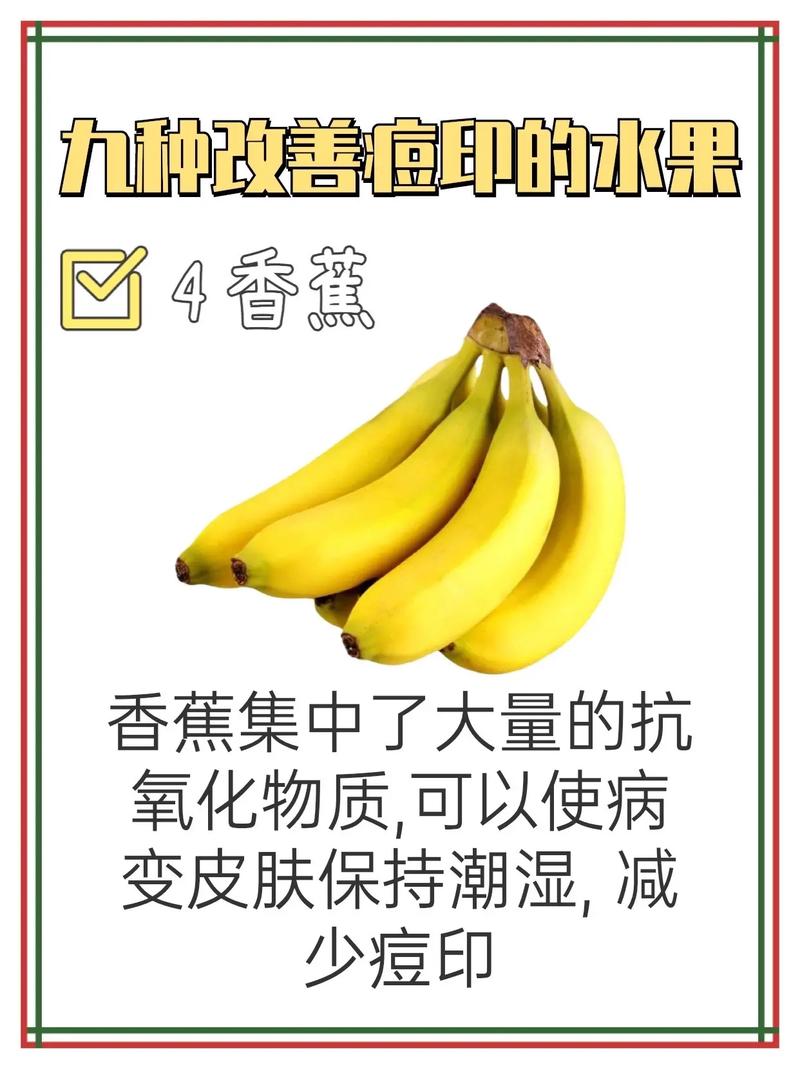 九种改善痘印的水果
4香蕉
香蕉集中了大量的抗
氧化物质,可以使病
变皮肤保持潮湿, 减
少痘印